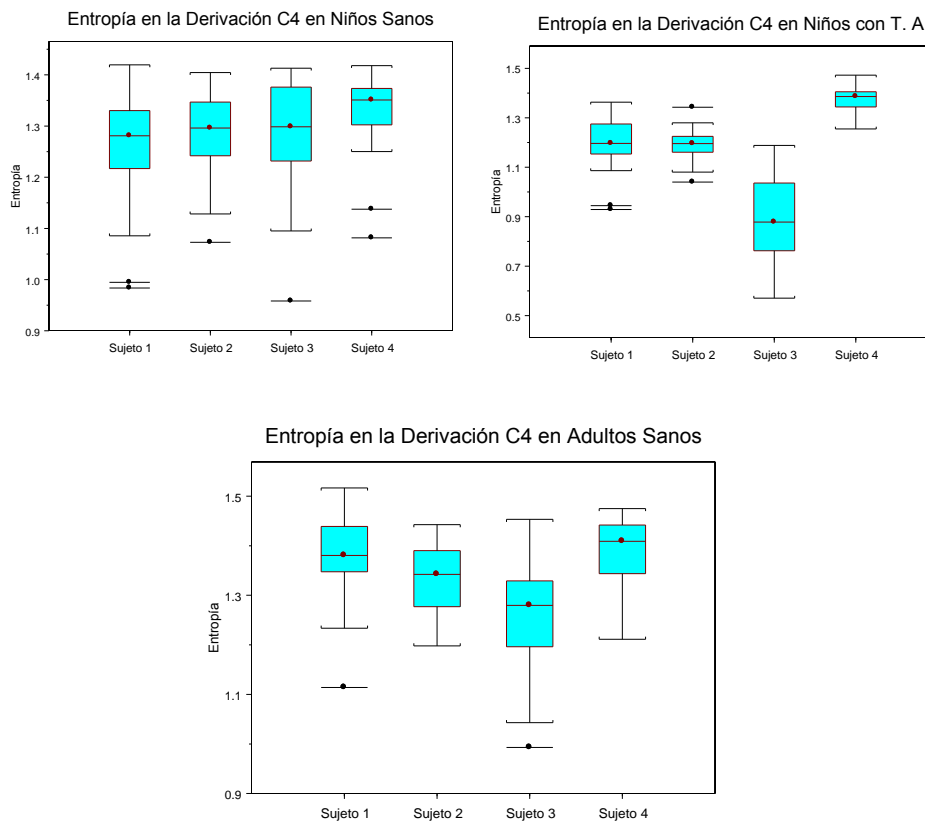 Entropía en la Derivación C4 en Niños Sanos
Entropía
1.4
1.3
1.2
1.1
1.0
0.9
Sujeto 1 Sujeto 2 Sujeto 3 Sujeto 4
Entropía en la Derivación C4 en Niños con T. A
Entropía
1.5
1.3
1.1
0.9
0.7
0.5
Sujeto 1 Sujeto 2 Sujeto 3 Sujeto 4
Entropía en la Derivación C4 en Adultos Sanos
Entropía
1.5
1.3
1.1
0.9
Sujeto 1 Sujeto 2 Sujeto 3 Sujeto 4